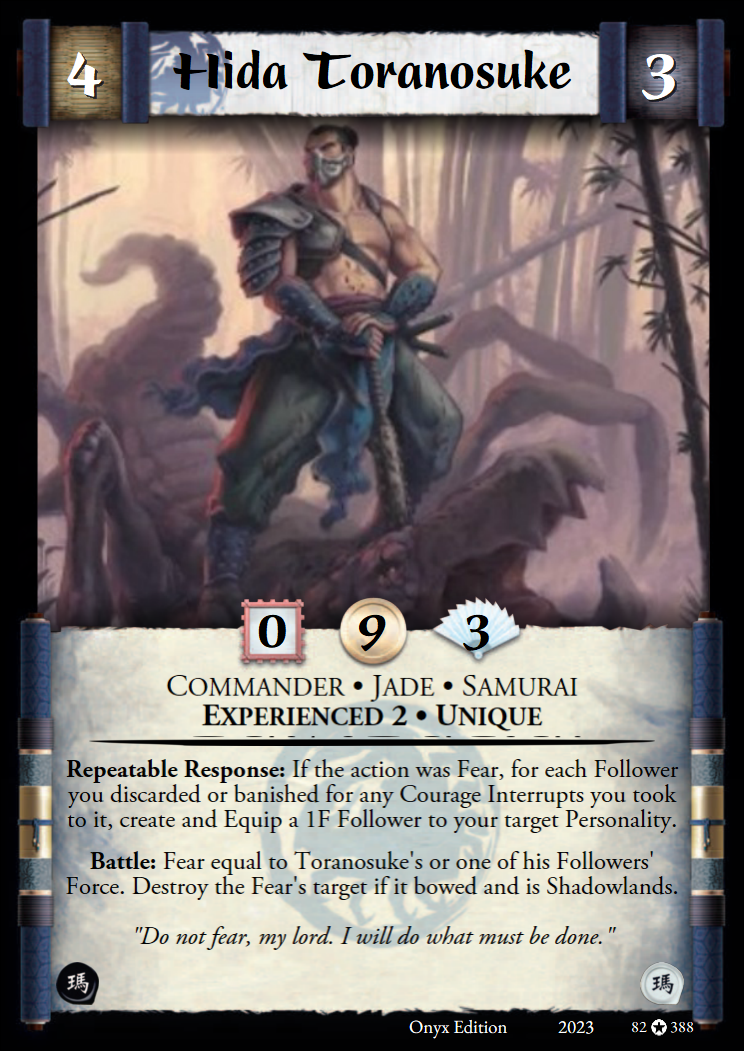 4 Hida Toranosuke 3
0 9 3
COMMANDER • JADE • SAMURAI
EXPERIENCED 2 • UNIQUE
Repeatable Response: If the action was Fear, for each Follower
you discarded or banished for any Courage Interrupts you took
to it, create and Equip a 1F Follower to your target Personality.
Battle: Fear equal to Toranosuke's or one of his Followers'
Force. Destroy the Fear's target if it bowed and is Shadowlands.
"Do not fear, my lord. I will do what must be done."
瑪 瑪
Onyx Edition 2023 82 388